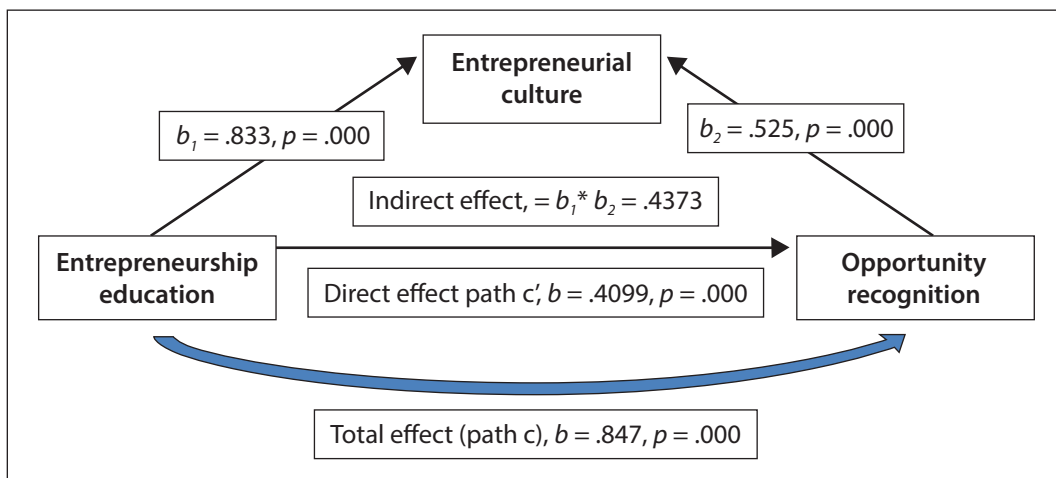 Entrepreneurial
culture
b₁ = .833, p = .000
b₂ = .525, p = .000
Indirect effect, = b₁* b₂ = .4373
Entrepreneurship
education
Opportunity
recognition
Direct effect path c’, b = .4099, p = .000
Total effect (path c), b = .847, p = .000